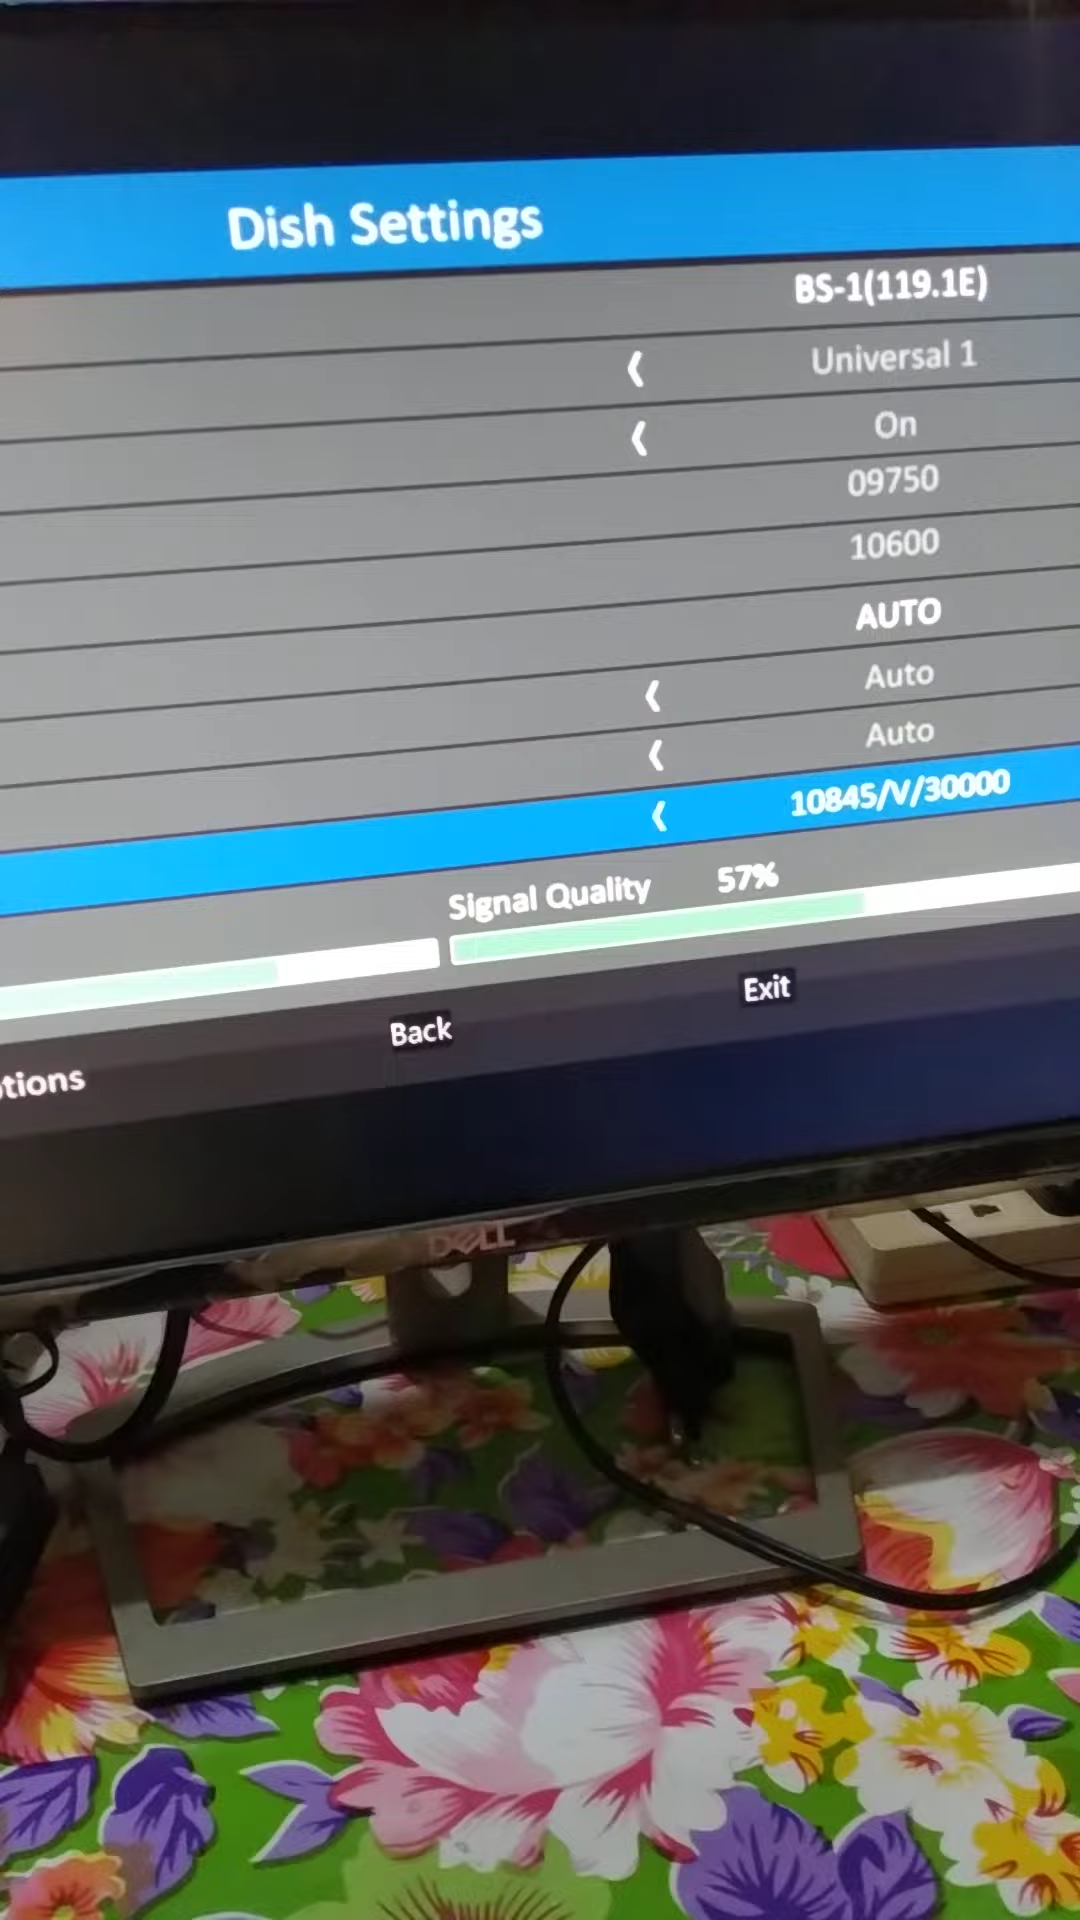 Dish Settings
BS-1(119.1E)
Universal 1
On
09750
10600
AUTO
Auto
Auto
10845/V/30000
Signal Quality 57%
tions
Back
Exit
DELL